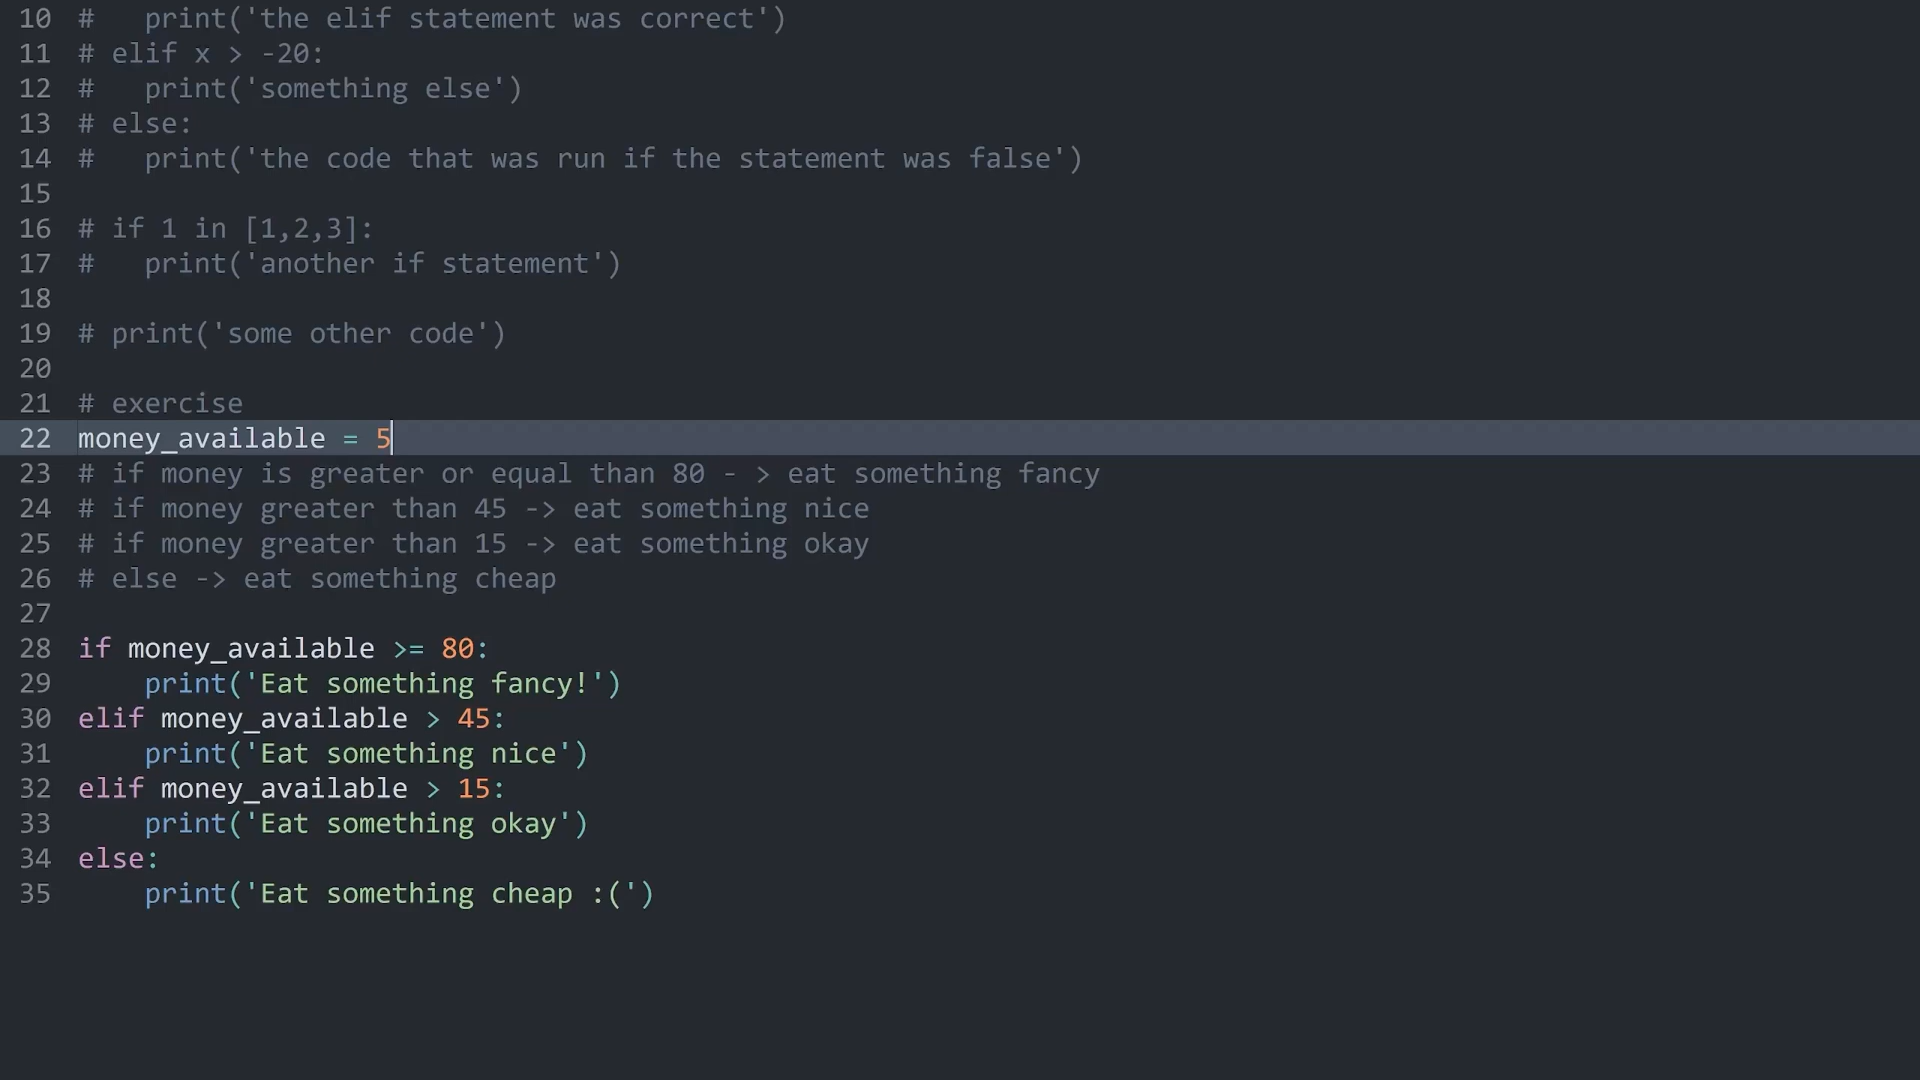 10 #   print('the elif statement was correct')
11 # elif x > -20:
12 #   print('something else')
13 # else:
14 #   print('the code that was run if the statement was false')
15
16 # if 1 in [1,2,3]:
17 #   print('another if statement')
18
19 # print('some other code')
20
21 # exercise
22 money_available = 5
23 # if money is greater or equal than 80 - > eat something fancy
24 # if money greater than 45 -> eat something nice
25 # if money greater than 15 -> eat something okay
26 # else -> eat something cheap
27
28 if money_available >= 80:
29     print('Eat something fancy!')
30 elif money_available > 45:
31     print('Eat something nice')
32 elif money_available > 15:
33     print('Eat something okay')
34 else:
35     print('Eat something cheap :(')